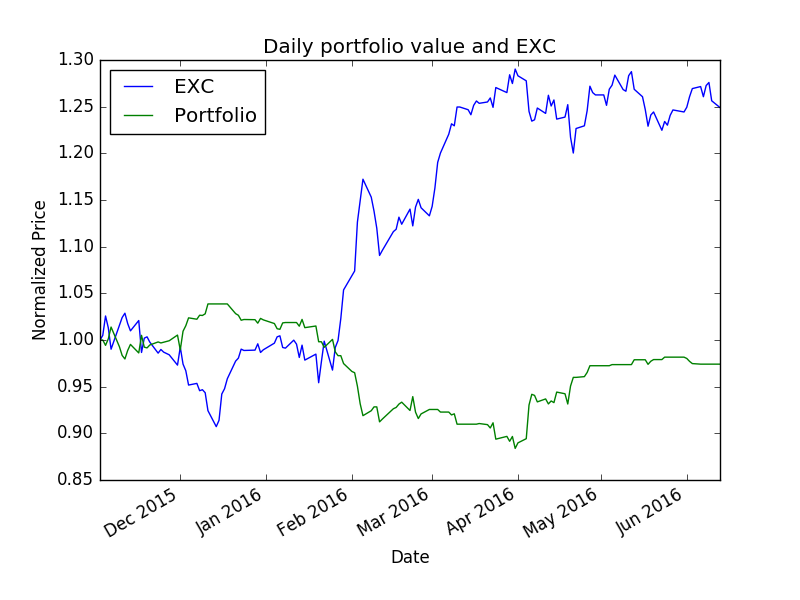 Daily portfolio value and EXC
EXC
Portfolio
1.30
1.25
1.20
1.15
1.10
1.05
1.00
0.95
0.90
0.85
Normalized Price
Dec 2015
Jan 2016
Feb 2016
Mar 2016
Apr 2016
May 2016
Jun 2016
Date